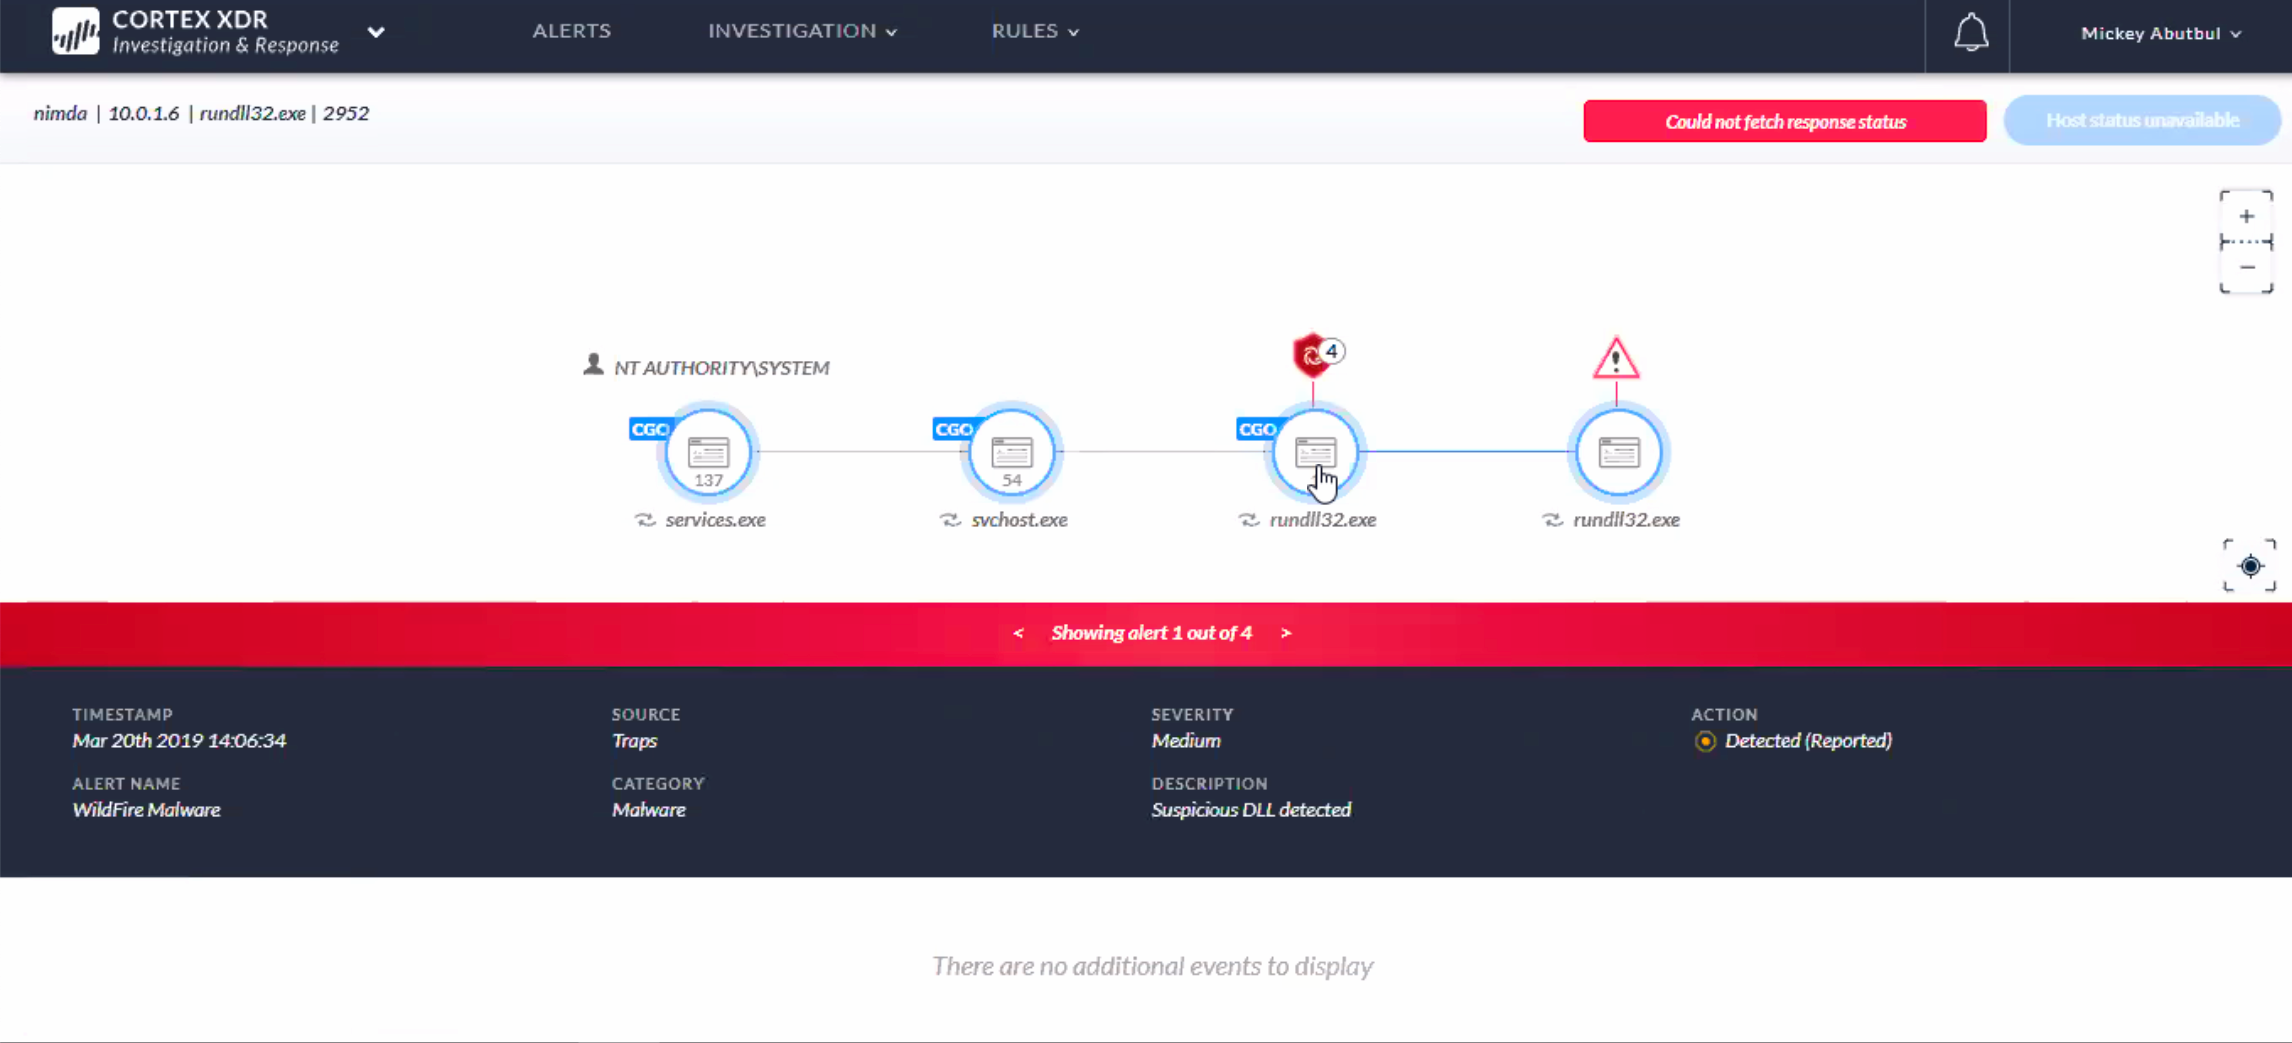 CORTEX XDR
Investigation & Response
ALERTS
INVESTIGATION
RULES
Mickey Abutbul
nimda | 10.0.1.6 | rundll32.exe | 2952
Could not fetch response status
Host status unavailable
+
−
4
NT AUTHORITY\SYSTEM
CGO
CGO
CGO
137
54
services.exe
svchost.exe
rundll32.exe
rundll32.exe
< Showing alert 1 out of 4 >
TIMESTAMP
Mar 20th 2019 14:06:34
SOURCE
Traps
SEVERITY
Medium
ACTION
Detected (Reported)
ALERT NAME
WildFire Malware
CATEGORY
Malware
DESCRIPTION
Suspicious DLL detected
There are no additional events to display